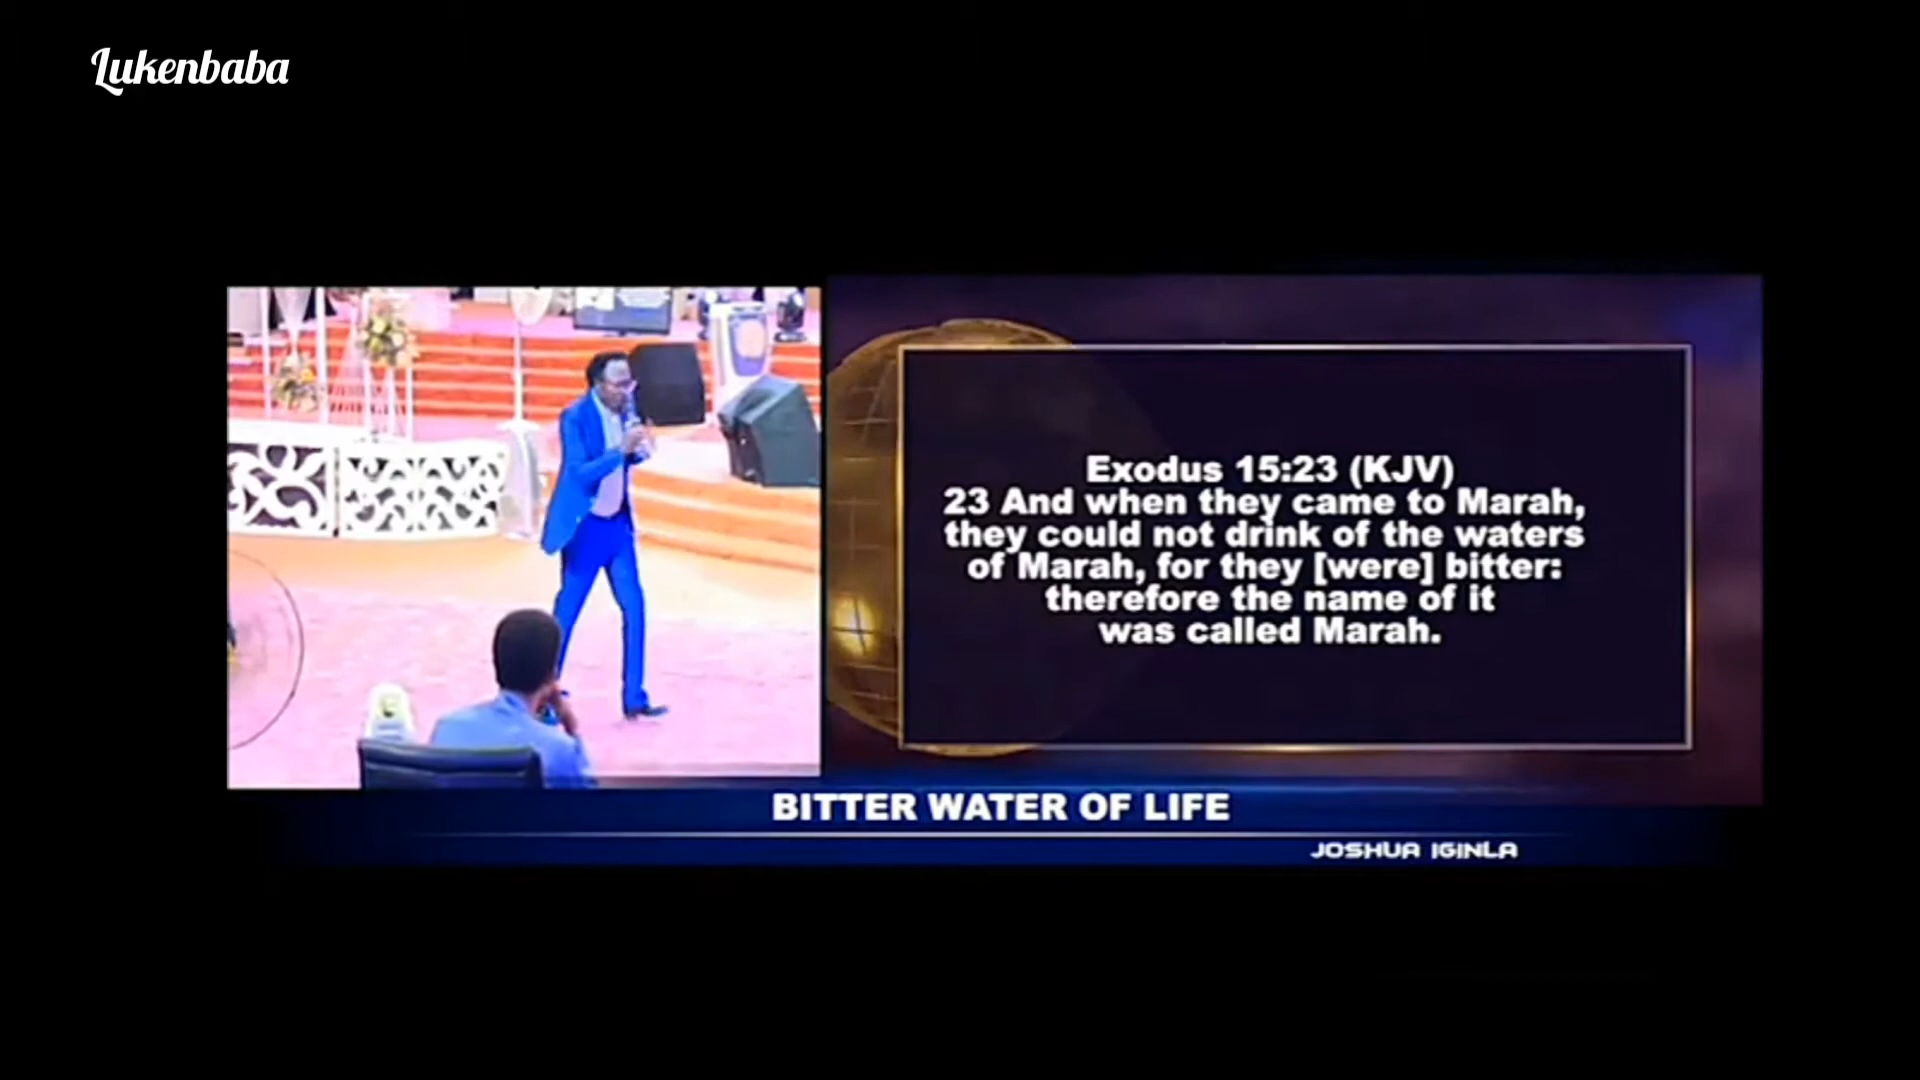 Lukenbaba
Exodus 15:23 (KJV)
23 And when they came to Marah,
they could not drink of the waters
of Marah, for they [were] bitter:
therefore the name of it
was called Marah.
BITTER WATER OF LIFE
JOSHUA IGINLA